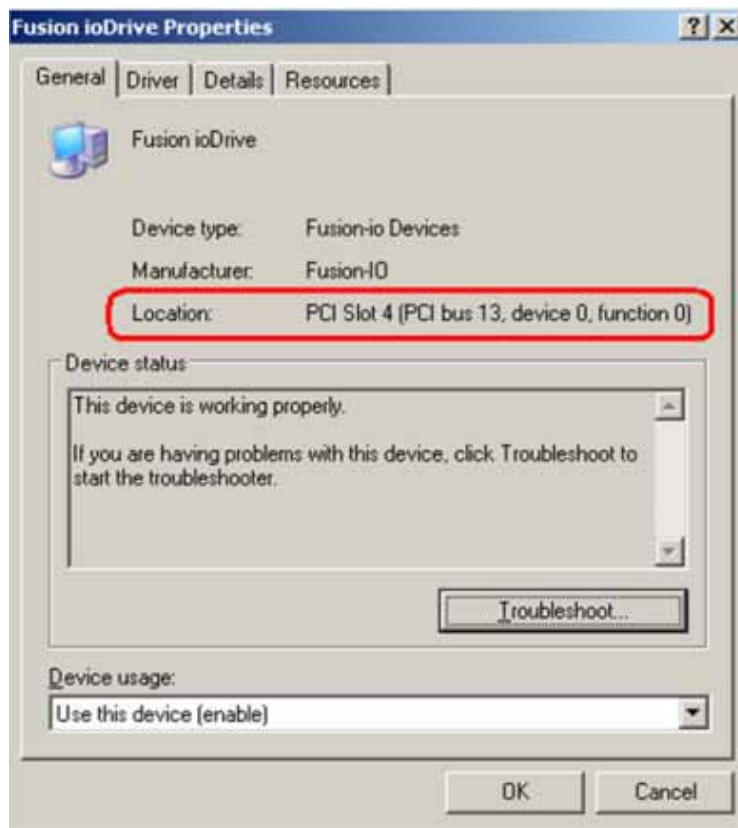 Fusion ioDrive Properties
General Driver Details Resources
Fusion ioDrive
Device type: Fusion-io Devices
Manufacturer: Fusion-IO
Location: PCI Slot 4 (PCI bus 13, device 0, function 0)
Device status
This device is working properly.
If you are having problems with this device, click Troubleshoot to
start the troubleshooter.
Troubleshoot...
Device usage:
Use this device (enable)
OK Cancel